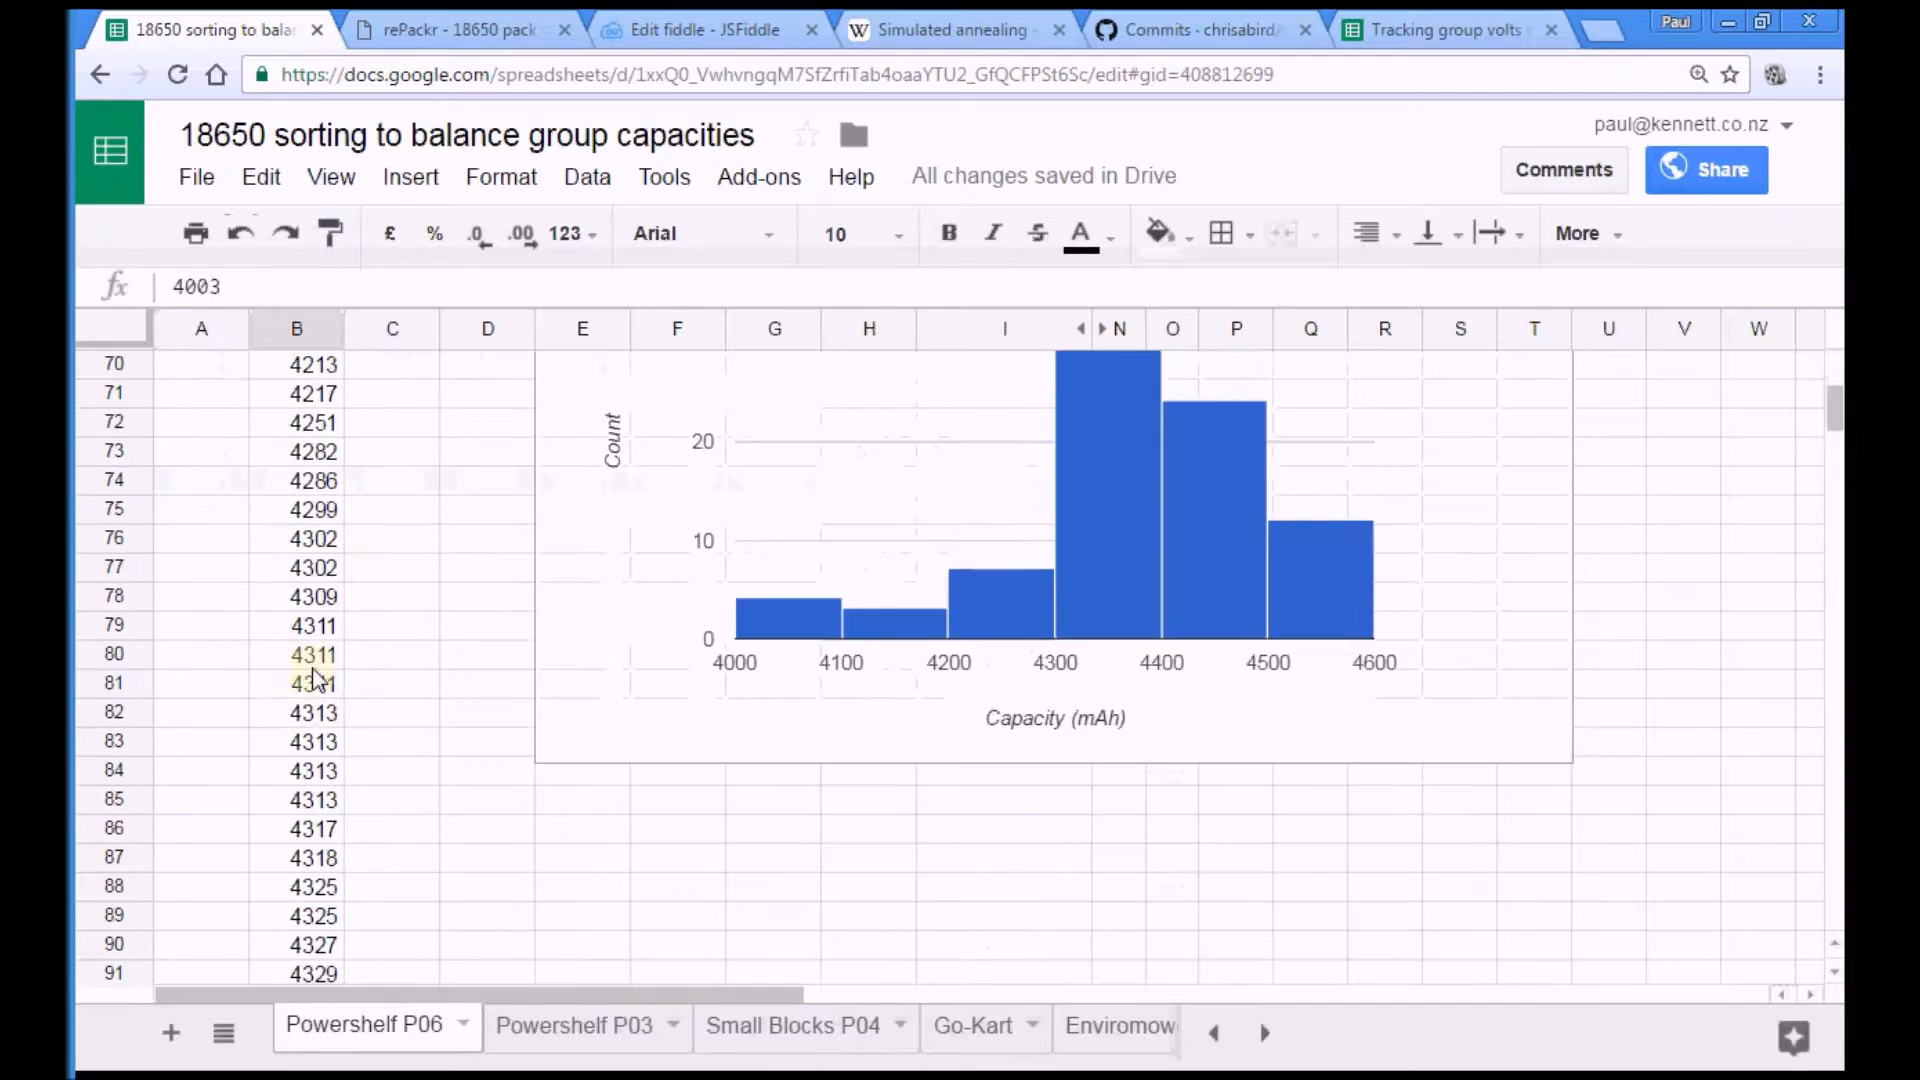 18650 sorting to bala
rePackr - 18650 pack
Edit fiddle - JSFiddle
Simulated annealing -
Commits · chrisabird/
Tracking group volts
Paul
https://docs.google.com/spreadsheets/d/1xxQ0_VwhvngqM7SfZrfiTab4oaaYTU2_GfQCFPSt6Sc/edit#gid=408812699
18650 sorting to balance group capacities
paul@kennett.co.nz
File Edit View Insert Format Data Tools Add-ons Help All changes saved in Drive
Comments
Share
£ % .0 .00 123 Arial 10 B I S A More
fx 4003
A B C D E F G H I N O P Q R S T U V W
70 4213
71 4217
72 4251
73 4282
74 4286
75 4299
76 4302
77 4302
78 4309
79 4311
80 4311
81
82 4313
83 4313
84 4313
85 4313
86 4317
87 4318
88 4325
89 4325
90 4327
91 4329
Count
20
10
0
4000 4100 4200 4300 4400 4500 4600
Capacity (mAh)
Powershelf P06 Powershelf P03 Small Blocks P04 Go-Kart Enviromow